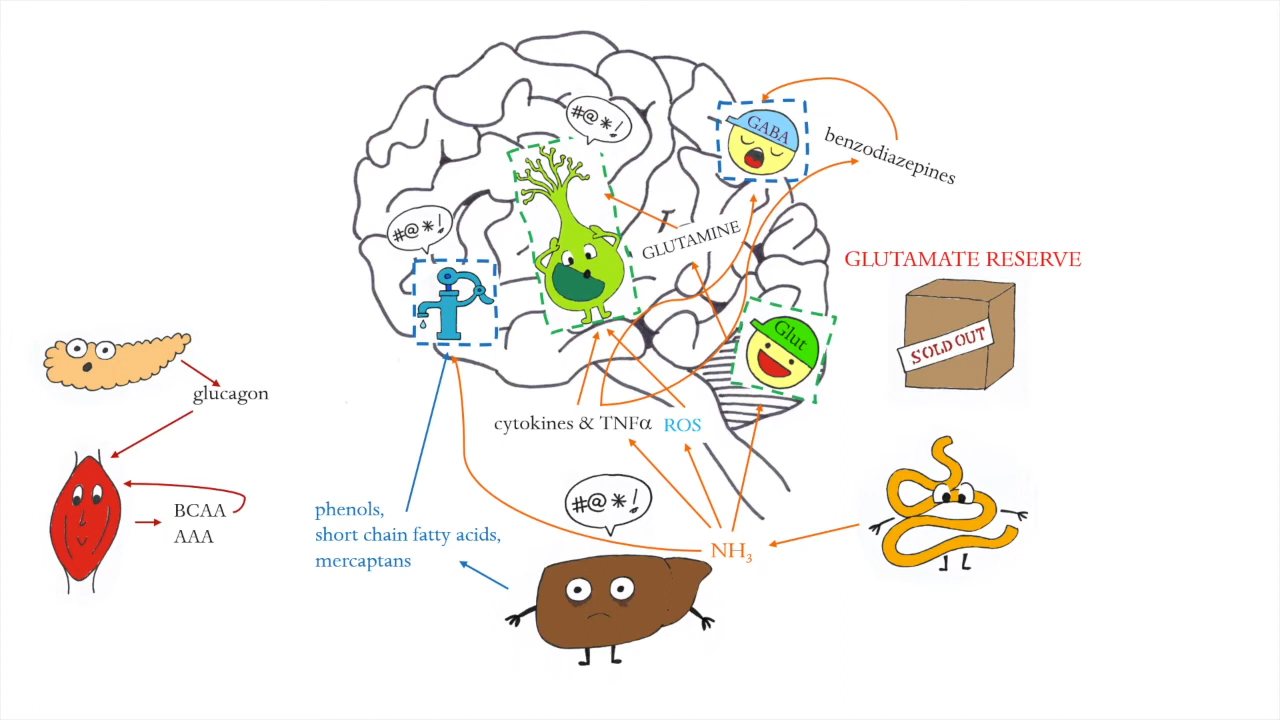 #@*!
GABA
benzodiazepines
#@*!
GLUTAMINE
GLUTAMATE RESERVE
SOLD OUT
Glut
glucagon
cytokines & TNFα
ROS
#@*!
BCAA
AAA
phenols,
short chain fatty acids,
mercaptans
NH₃